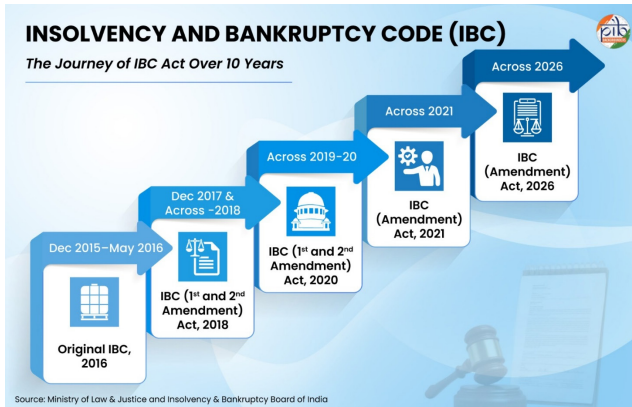 INSOLVENCY AND BANKRUPTCY CODE (IBC)
The Journey of IBC Act Over 10 Years
pib
Dec 2015–May 2016
Original IBC,
2016
Dec 2017 &
Across -2018
IBC (1st and 2nd
Amendment)
Act, 2018
Across 2019-20
IBC (1st and 2nd
Amendment)
Act, 2020
Across 2021
IBC
(Amendment)
Act, 2021
Across 2026
IBC
(Amendment)
Act, 2026
Source: Ministry of Law & Justice and Insolvency & Bankruptcy Board of India